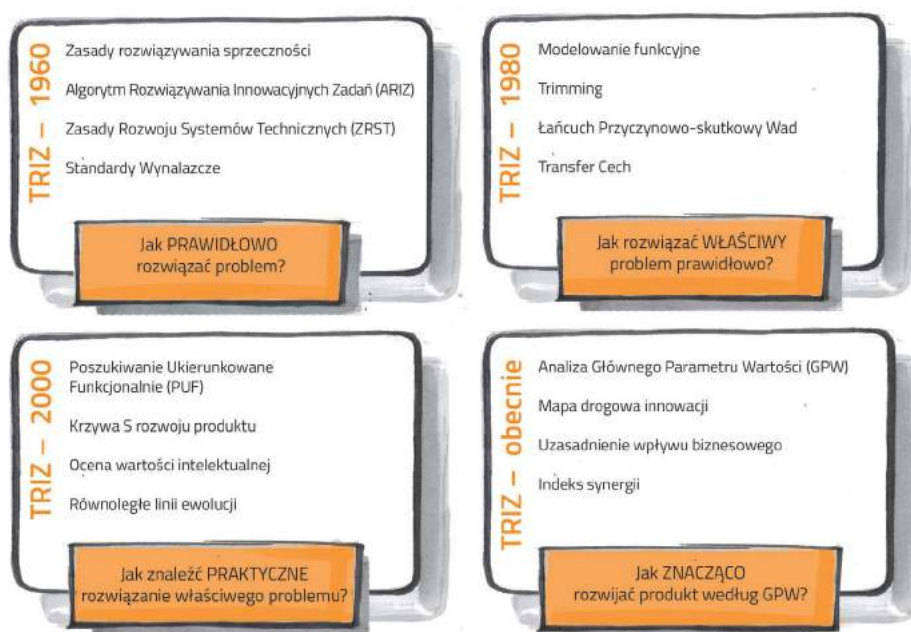 TRIZ – 1960
Zasady rozwiązywania sprzeczności
Algorytm Rozwiązywania Innowacyjnych Zadań (ARIZ)
Zasady Rozwoju Systemów Technicznych (ZRST)
Standardy Wynalazcze
Jak PRAWIDŁOWO
rozwiązać problem?
TRIZ – 1980
Modelowanie funkcyjne
Trimming
Łańcuch Przyczynowo-skutkowy Wad
Transfer Cech
Jak rozwiązać WŁAŚCIWY
problem prawidłowo?
TRIZ – 2000
Poszukiwanie Ukierunkowane
Funkcjonalnie (PUF)
Krzywa S rozwoju produktu
Ocena wartości intelektualnej
Równoległe linii ewolucji
Jak znaleźć PRAKTYCZNE
rozwiązanie właściwego problemu?
TRIZ – obecnie
Analiza Głównego Parametru Wartości (GPW)
Mapa drogowa innowacji
Uzasadnienie wpływu biznesowego
Indeks synergii
Jak ZNACZĄCO
rozwijać produkt według GPW?